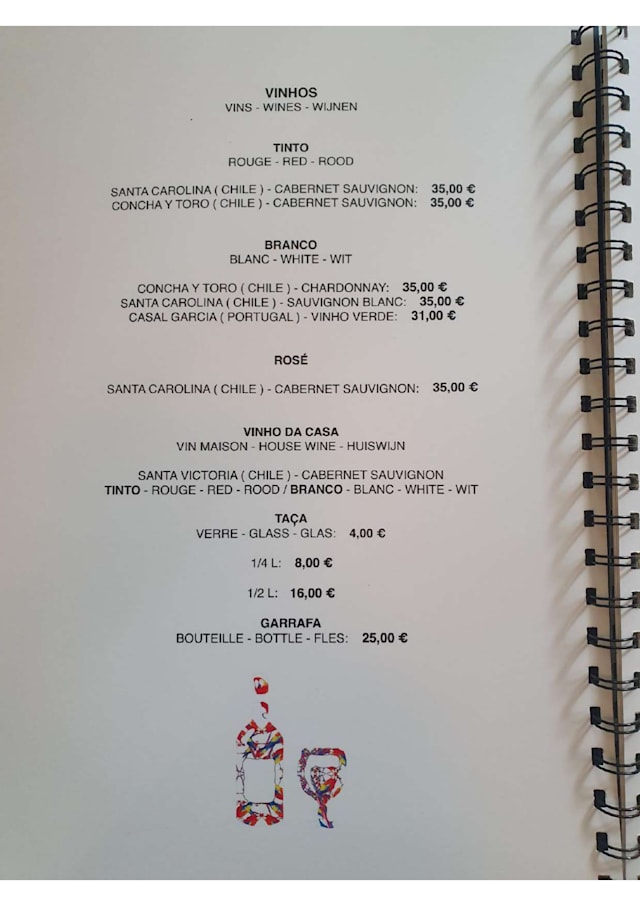 VINHOS
VINS - WINES - WIJNEN
TINTO
ROUGE - RED - ROOD
SANTA CAROLINA ( CHILE ) - CABERNET SAUVIGNON: 35,00 €
CONCHA Y TORO ( CHILE ) - CABERNET SAUVIGNON: 35,00 €
BRANCO
BLANC - WHITE - WIT
CONCHA Y TORO ( CHILE ) - CHARDONNAY: 35,00 €
SANTA CAROLINA ( CHILE ) - SAUVIGNON BLANC: 35,00 €
CASAL GARCIA ( PORTUGAL ) - VINHO VERDE: 31,00 €
ROSÉ
SANTA CAROLINA ( CHILE ) - CABERNET SAUVIGNON: 35,00 €
VINHO DA CASA
VIN MAISON - HOUSE WINE - HUISWIJN
SANTA VICTORIA ( CHILE ) - CABERNET SAUVIGNON
TINTO - ROUGE - RED - ROOD / BRANCO - BLANC - WHITE - WIT
TAÇA
VERRE - GLASS - GLAS: 4,00 €
1/4 L: 8,00 €
1/2 L: 16,00 €
GARRAFA
BOUTEILLE - BOTTLE - FLES: 25,00 €